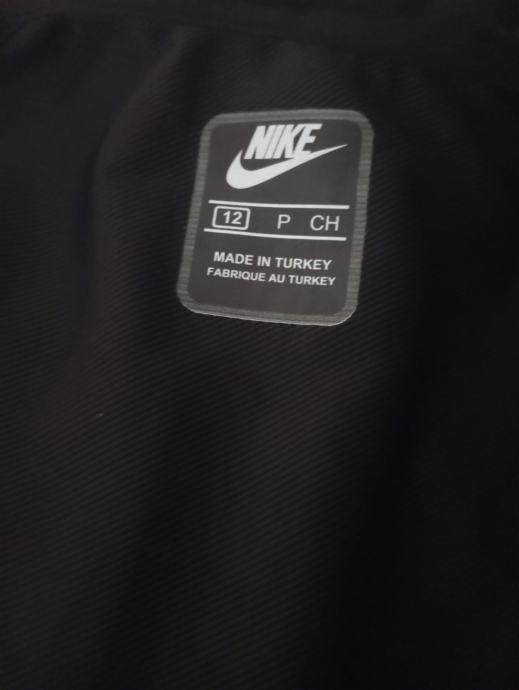 NIKE
12 P CH
MADE IN TURKEY
FABRIQUE AU TURKEY